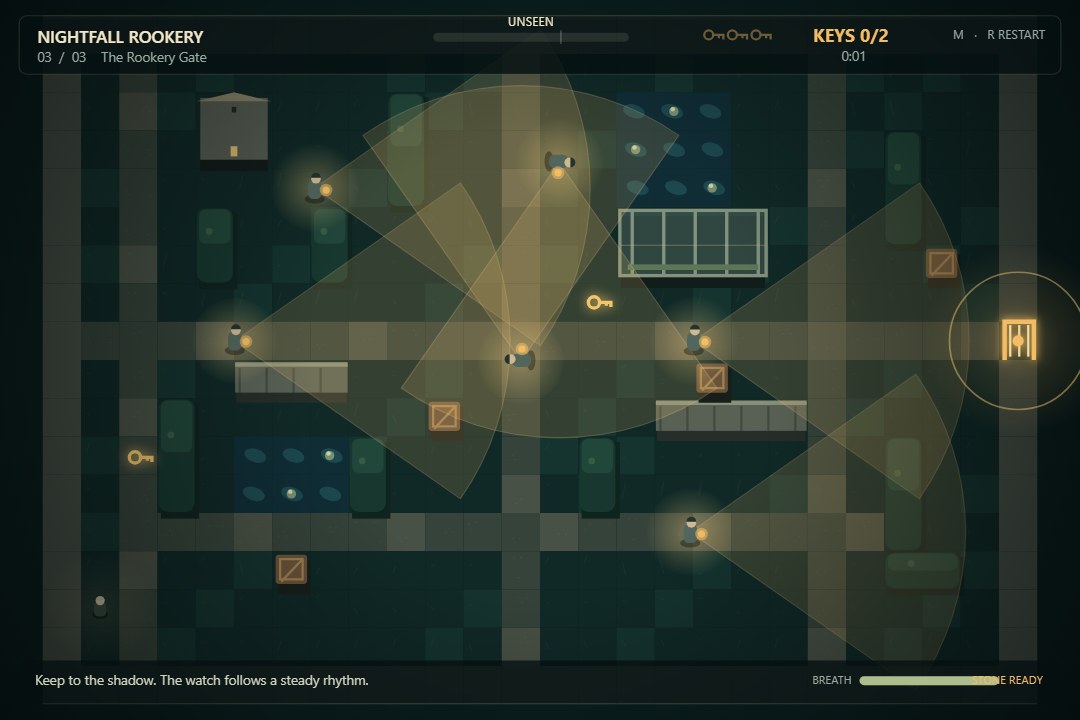 UNSEEN
NIGHTFALL ROOKERY
KEYS 0/2
M · R RESTART
03 / 03 The Rookery Gate
0:01
Keep to the shadow. The watch follows a steady rhythm.
BREATH
STONE READY